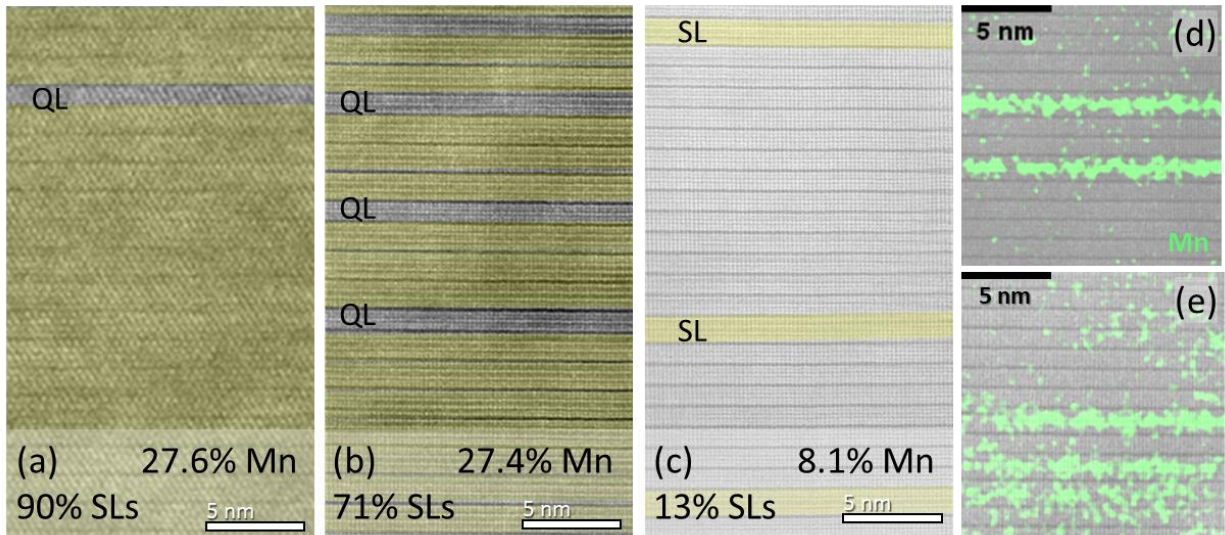 QL
(a) 27.6% Mn
90% SLs
5 nm
QL
QL
QL
(b) 27.4% Mn
71% SLs
5 nm
SL
SL
(c) 8.1% Mn
13% SLs
5 nm
5 nm
(d)
Mn
5 nm
(e)